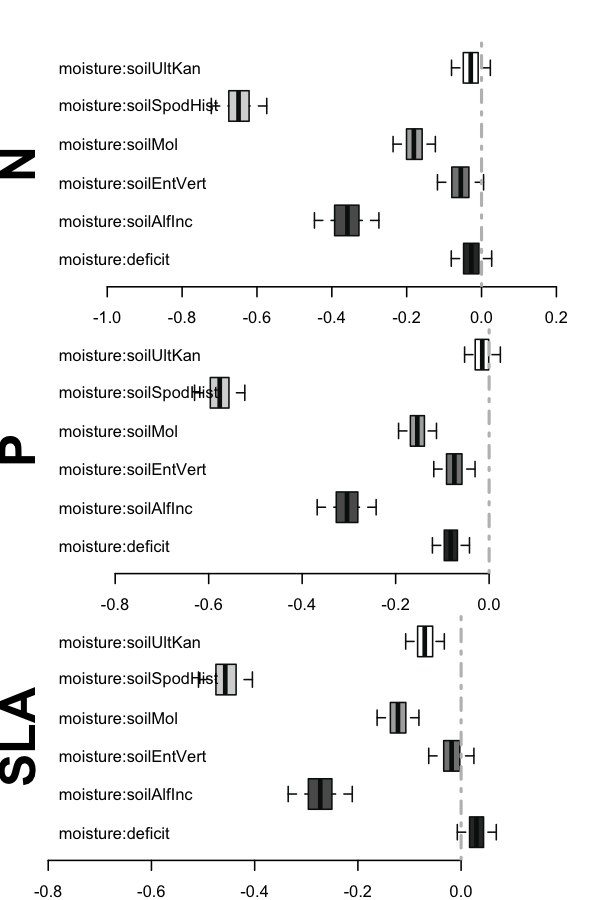 N
moisture:soilUltKan
moisture:soilSpodHist
moisture:soilMol
moisture:soilEntVert
moisture:soilAlfInc
moisture:deficit
-1.0 -0.8 -0.6 -0.4 -0.2 0.0 0.2
P
moisture:soilUltKan
moisture:soilSpodHist
moisture:soilMol
moisture:soilEntVert
moisture:soilAlfInc
moisture:deficit
-0.8 -0.6 -0.4 -0.2 0.0
SLA
moisture:soilUltKan
moisture:soilSpodHist
moisture:soilMol
moisture:soilEntVert
moisture:soilAlfInc
moisture:deficit
-0.8 -0.6 -0.4 -0.2 0.0